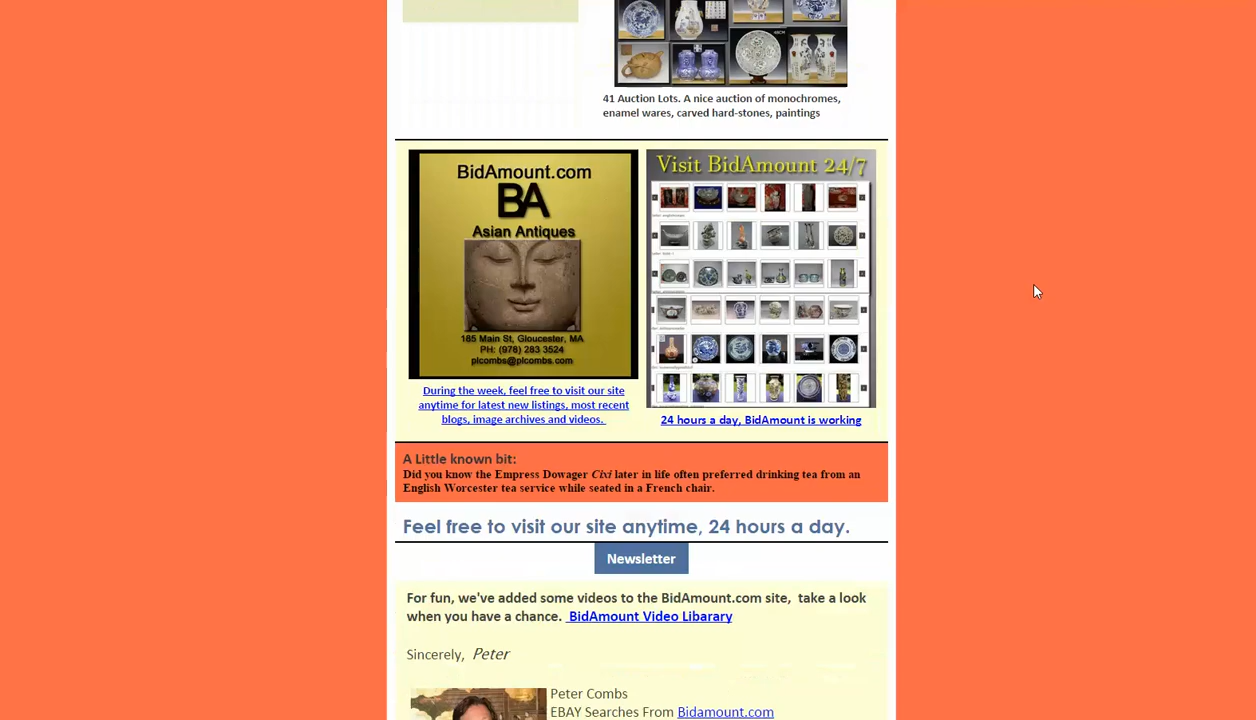 41 Auction Lots. A nice auction of monochromes,
enamel wares, carved hard-stones, paintings
BidAmount.com
BA
Asian Antiques
185 Main St, Gloucester, MA
PH: (978) 283 3524
plcombs@plcombs.com
During the week, feel free to visit our site
anytime for latest new listings, most recent
blogs, image archives and videos.
Visit BidAmount 24/7
24 hours a day, BidAmount is working
A Little known bit:
Did you know the Empress Dowager Cixi later in life often preferred drinking tea from an
English Worcester tea service while seated in a French chair.
Feel free to visit our site anytime, 24 hours a day.
Newsletter
For fun, we've added some videos to the BidAmount.com site, take a look
when you have a chance. BidAmount Video Libarary
Sincerely, Peter
Peter Combs
EBAY Searches From Bidamount.com